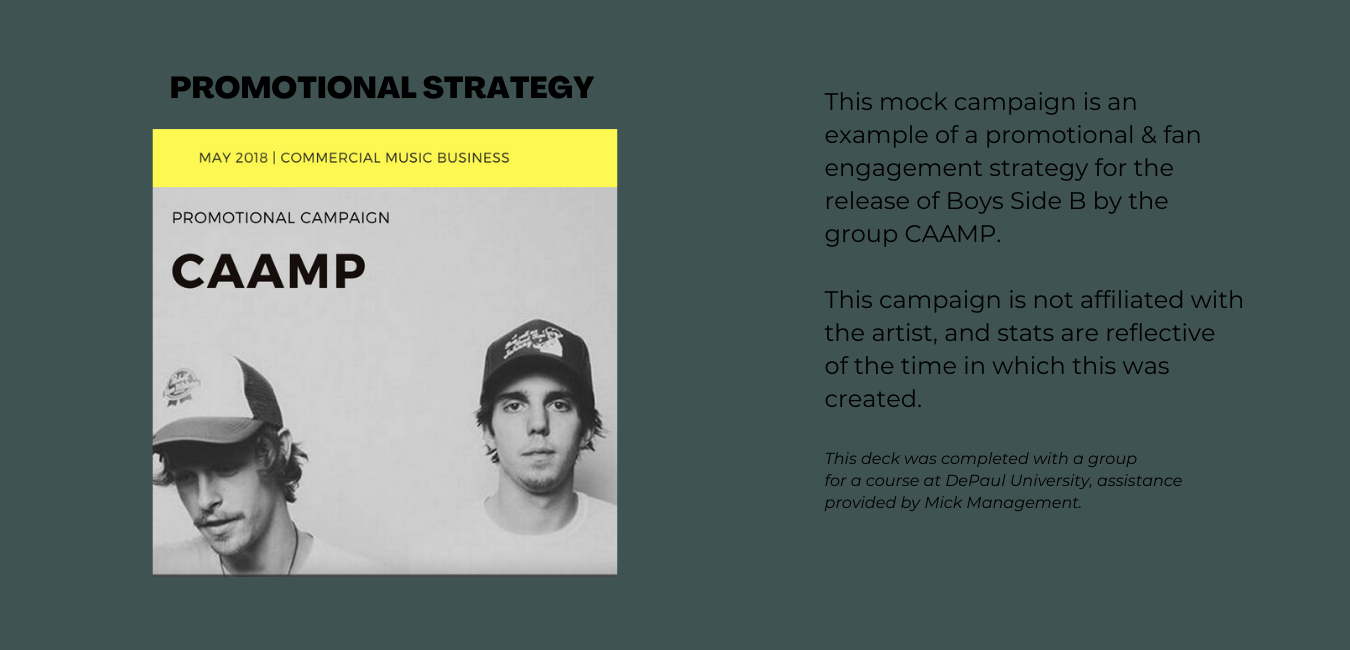 PROMOTIONAL STRATEGY
MAY 2018 | COMMERCIAL MUSIC BUSINESS
PROMOTIONAL CAMPAIGN
CAAMP
This mock campaign is an
example of a promotional & fan
engagement strategy for the
release of Boys Side B by the
group CAAMP.
This campaign is not affiliated with
the artist, and stats are reflective
of the time in which this was
created.
This deck was completed with a group
for a course at DePaul University, assistance
provided by Mick Management.